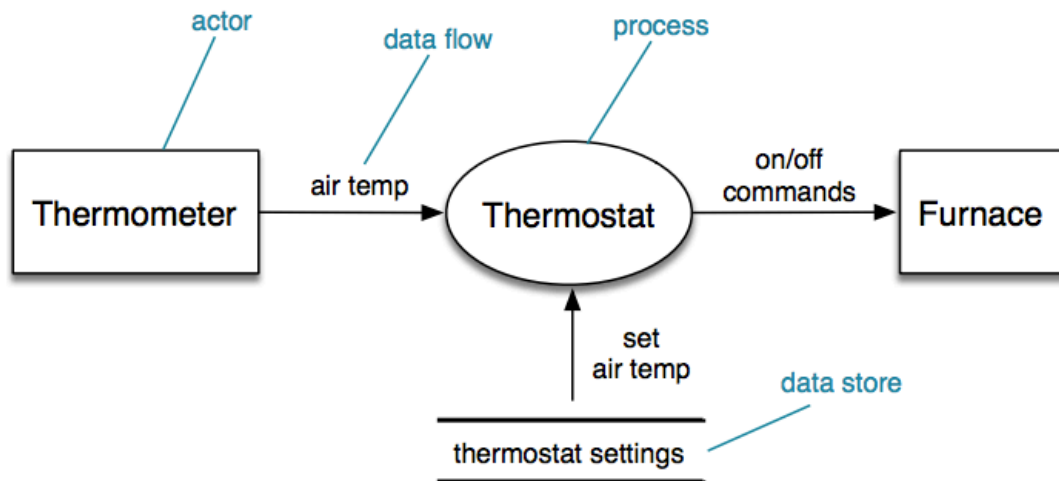 actor
data flow
process
Thermometer
air temp
Thermostat
on/off
commands
Furnace
set
air temp
data store
thermostat settings